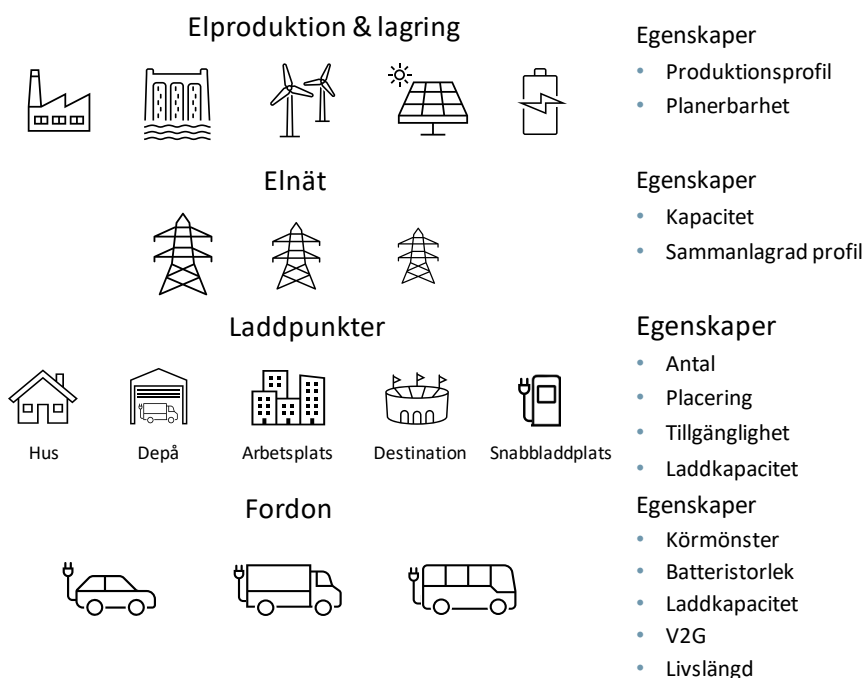 Elproduktion & lagring
Egenskaper
• Produktionsprofil
• Planerbarhet
Elnät
Egenskaper
• Kapacitet
• Sammanlagrad profil
Laddpunkter
Hus
Depå
Arbetsplats
Destination
Snabbladdplats
Egenskaper
• Antal
• Placering
• Tillgänglighet
• Laddkapacitet
Fordon
Egenskaper
• Körmönster
• Batteristorlek
• Laddkapacitet
• V2G
• Livslängd